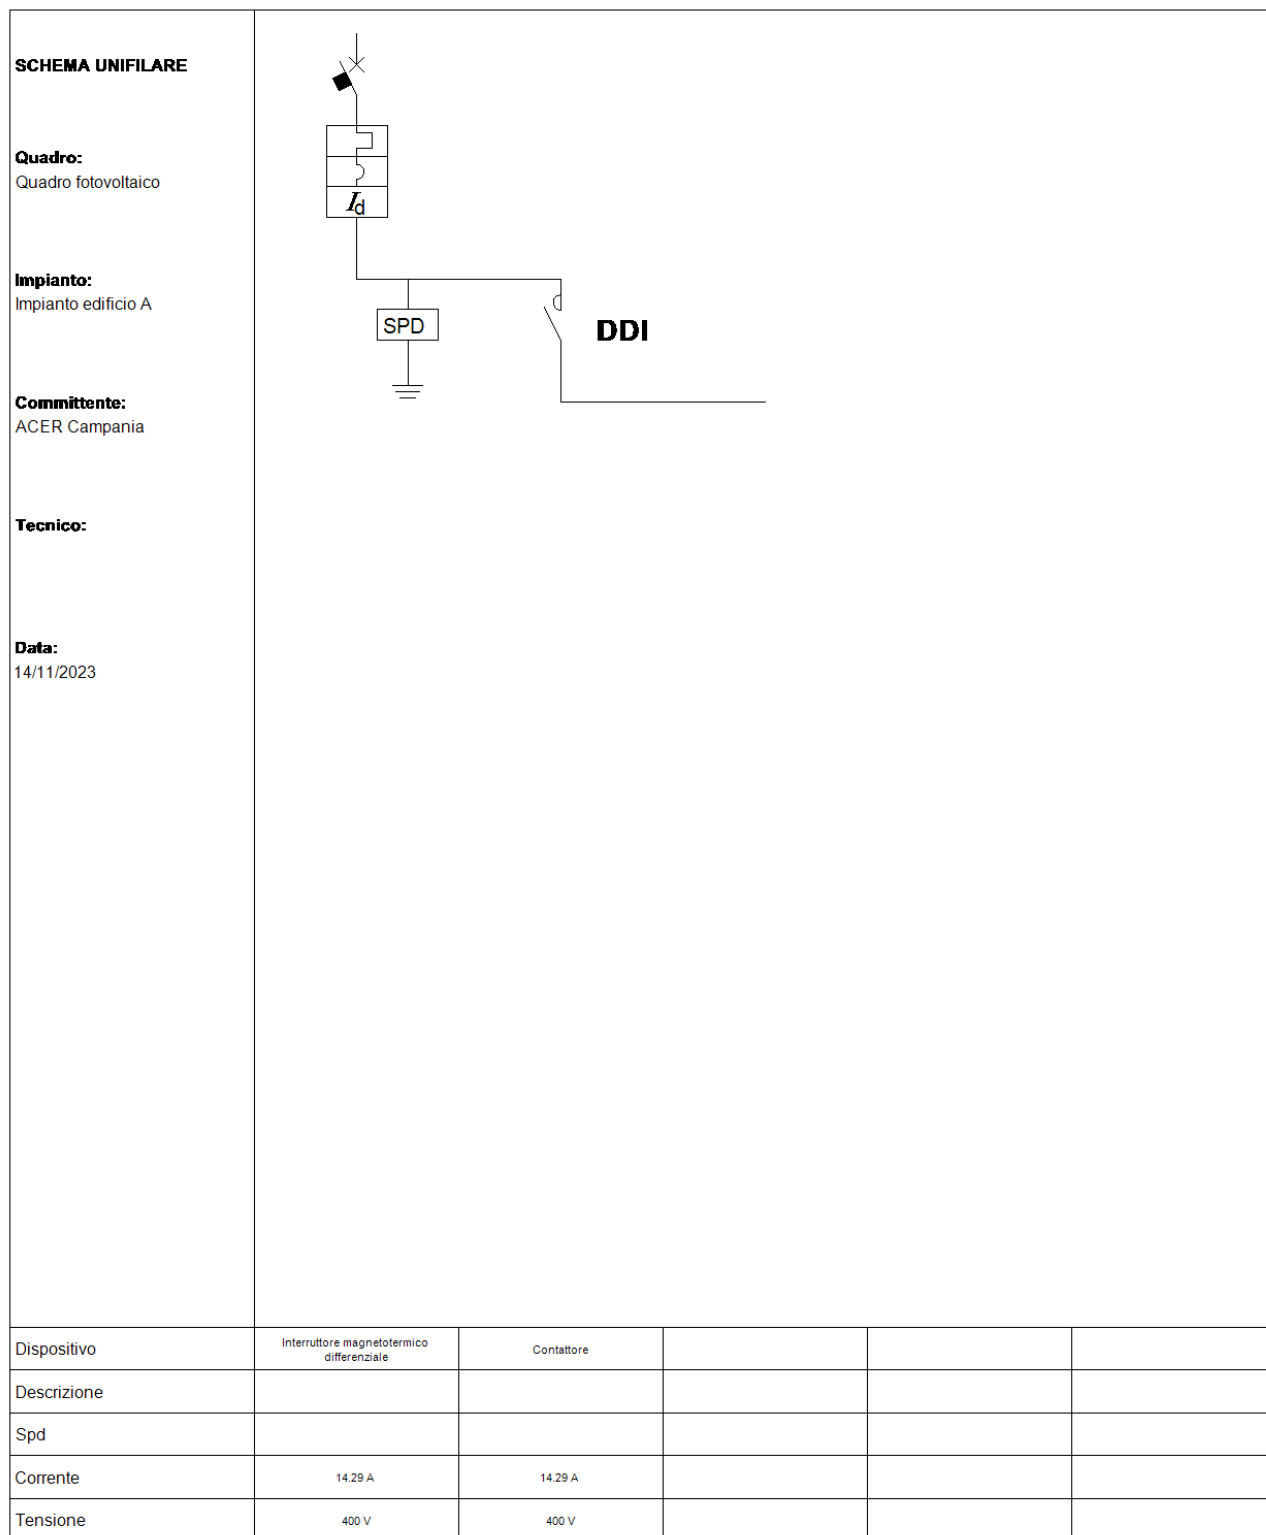 SCHEMA UNIFILARE
Quadro:
Quadro fotovoltaico
Impianto:
Impianto edificio A
Committente:
ACER Campania
Tecnico:
Data:
14/11/2023
Id
SPD
DDI
Dispositivo
Interruttore magnetotermico
differenziale
Contattore
Descrizione
Spd
Corrente
14.29 A
14.29 A
Tensione
400 V
400 V